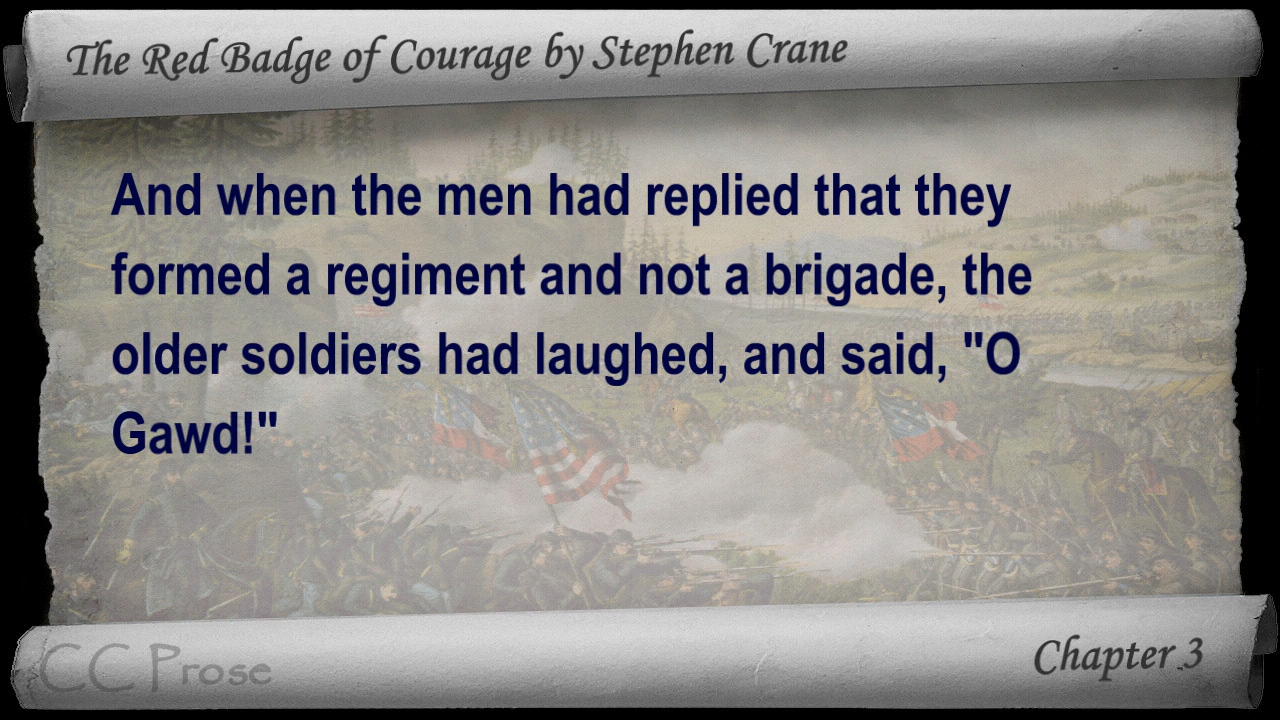 The Red Badge of Courage by Stephen Crane
And when the men had replied that they
formed a regiment and not a brigade, the
older soldiers had laughed, and said, "O
Gawd!"
CC Prose
Chapter 3